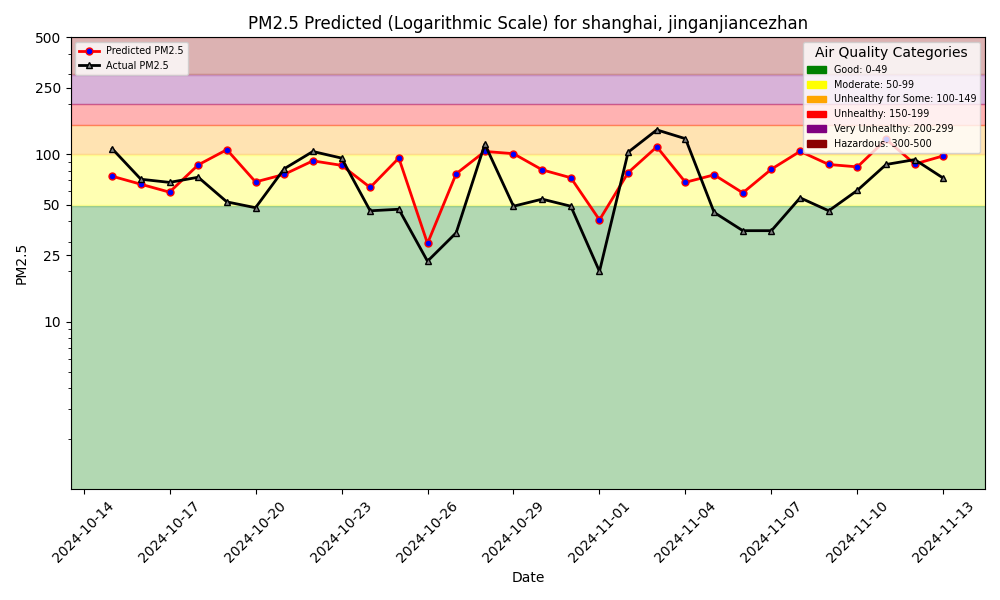 PM2.5 Predicted (Logarithmic Scale) for shanghai, jinganjiancezhan
500
250
100
50
25
10
PM2.5
Predicted PM2.5
Actual PM2.5
Air Quality Categories
Good: 0-49
Moderate: 50-99
Unhealthy for Some: 100-149
Unhealthy: 150-199
Very Unhealthy: 200-299
Hazardous: 300-500
2024-10-14
2024-10-17
2024-10-20
2024-10-23
2024-10-26
2024-10-29
2024-11-01
2024-11-04
2024-11-07
2024-11-10
2024-11-13
Date